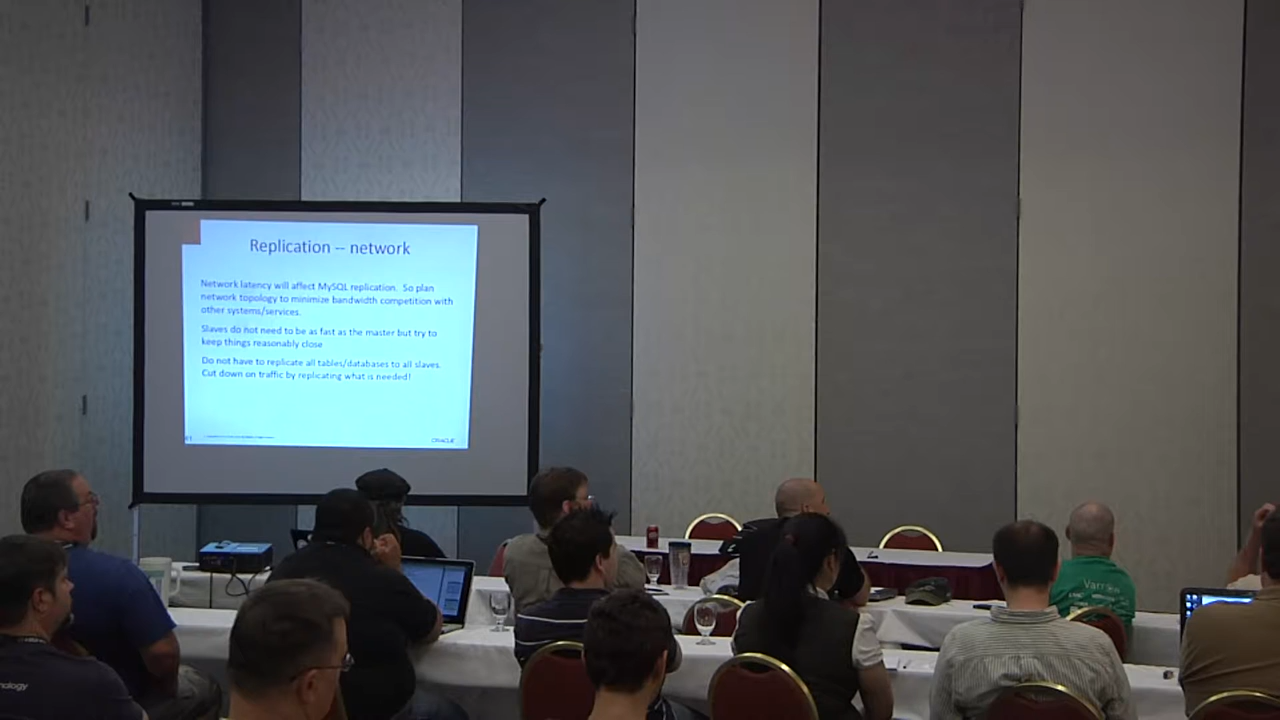 Replication -- network
Network latency will affect MySQL replication. So plan
network topology to minimize bandwidth competition with
other systems/services.
Slaves do not need to be as fast as the master but try to
keep things reasonably close
Do not have to replicate all tables/databases to all slaves.
Cut down on traffic by replicating what is needed!
ORACLE
nology